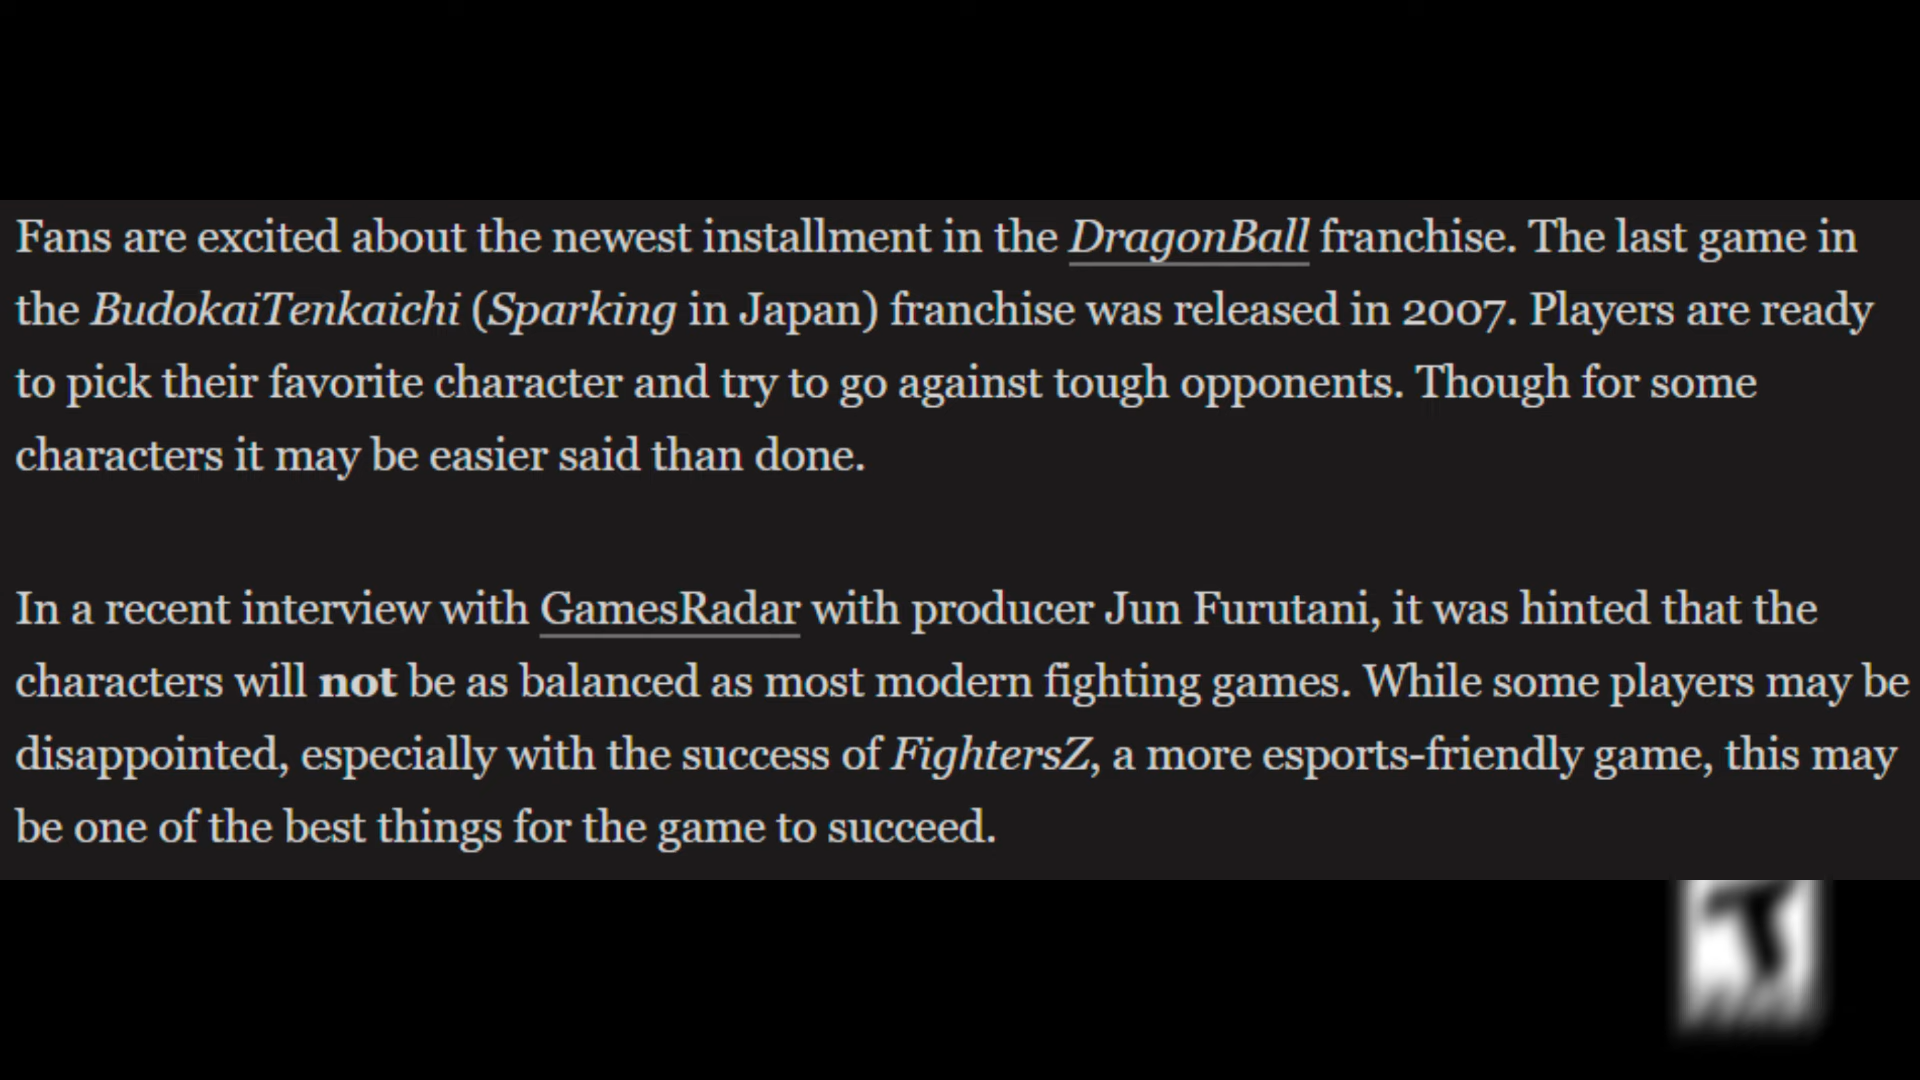 Fans are excited about the newest installment in the DragonBall franchise. The last game in
the BudokaiTenkaichi (Sparking in Japan) franchise was released in 2007. Players are ready
to pick their favorite character and try to go against tough opponents. Though for some
characters it may be easier said than done.
In a recent interview with GamesRadar with producer Jun Furutani, it was hinted that the
characters will not be as balanced as most modern fighting games. While some players may be
disappointed, especially with the success of FightersZ, a more esports-friendly game, this may
be one of the best things for the game to succeed.